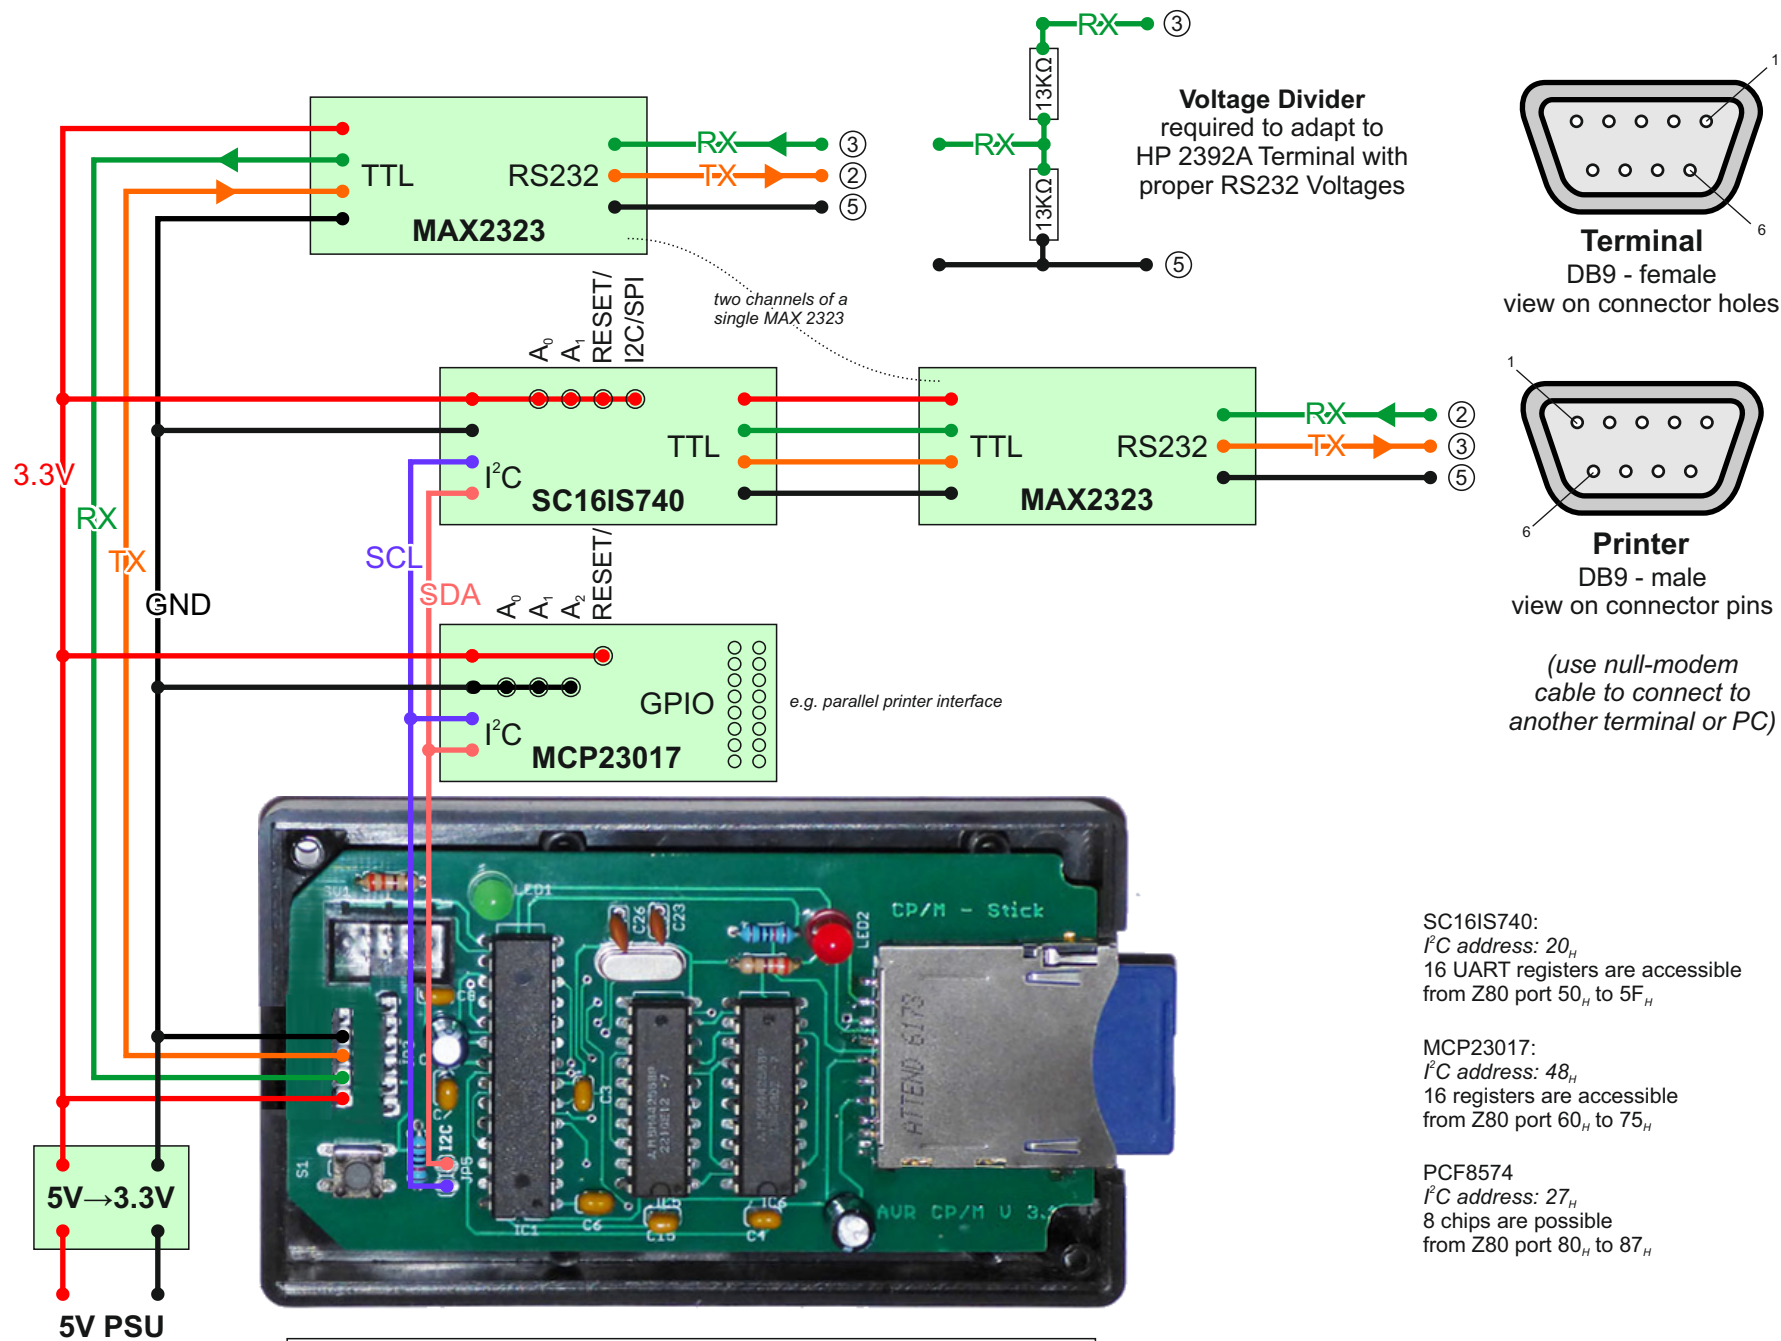 RX ③
13KΩ
RX
13KΩ
⑤
Voltage Divider
required to adapt to
HP 2392A Terminal with
proper RS232 Voltages
1
6
Terminal
DB9 - female
view on connector holes
TTL
RS232
MAX2323
RX ③
TX ②
⑤
two channels of a
single MAX 2323
A₀
A₁
RESET/
I2C/SPI
I²C
TTL
SC16IS740
TTL
RS232
MAX2323
RX ②
TX ③
⑤
1
6
Printer
DB9 - male
view on connector pins
(use null-modem
cable to connect to
another terminal or PC)
3.3V
RX
TX
GND
SCL
SDA
A₀
A₁
A₂
RESET/
I²C
GPIO
MCP23017
e.g. parallel printer interface
SU1
LED1
C26
C23
CP/M - Stick
LED2
ATTEND 6173
C3
I2C
JP5
S1
IC1
C6
IC6
C4
AVR CP/M V 3.
SC16IS740:
I²C address: 20H
16 UART registers are accessible
from Z80 port 50H to 5FH
MCP23017:
I²C address: 48H
16 registers are accessible
from Z80 port 60H to 75H
PCF8574
I²C address: 27H
8 chips are possible
from Z80 port 80H to 87H
5V→3.3V
5V PSU